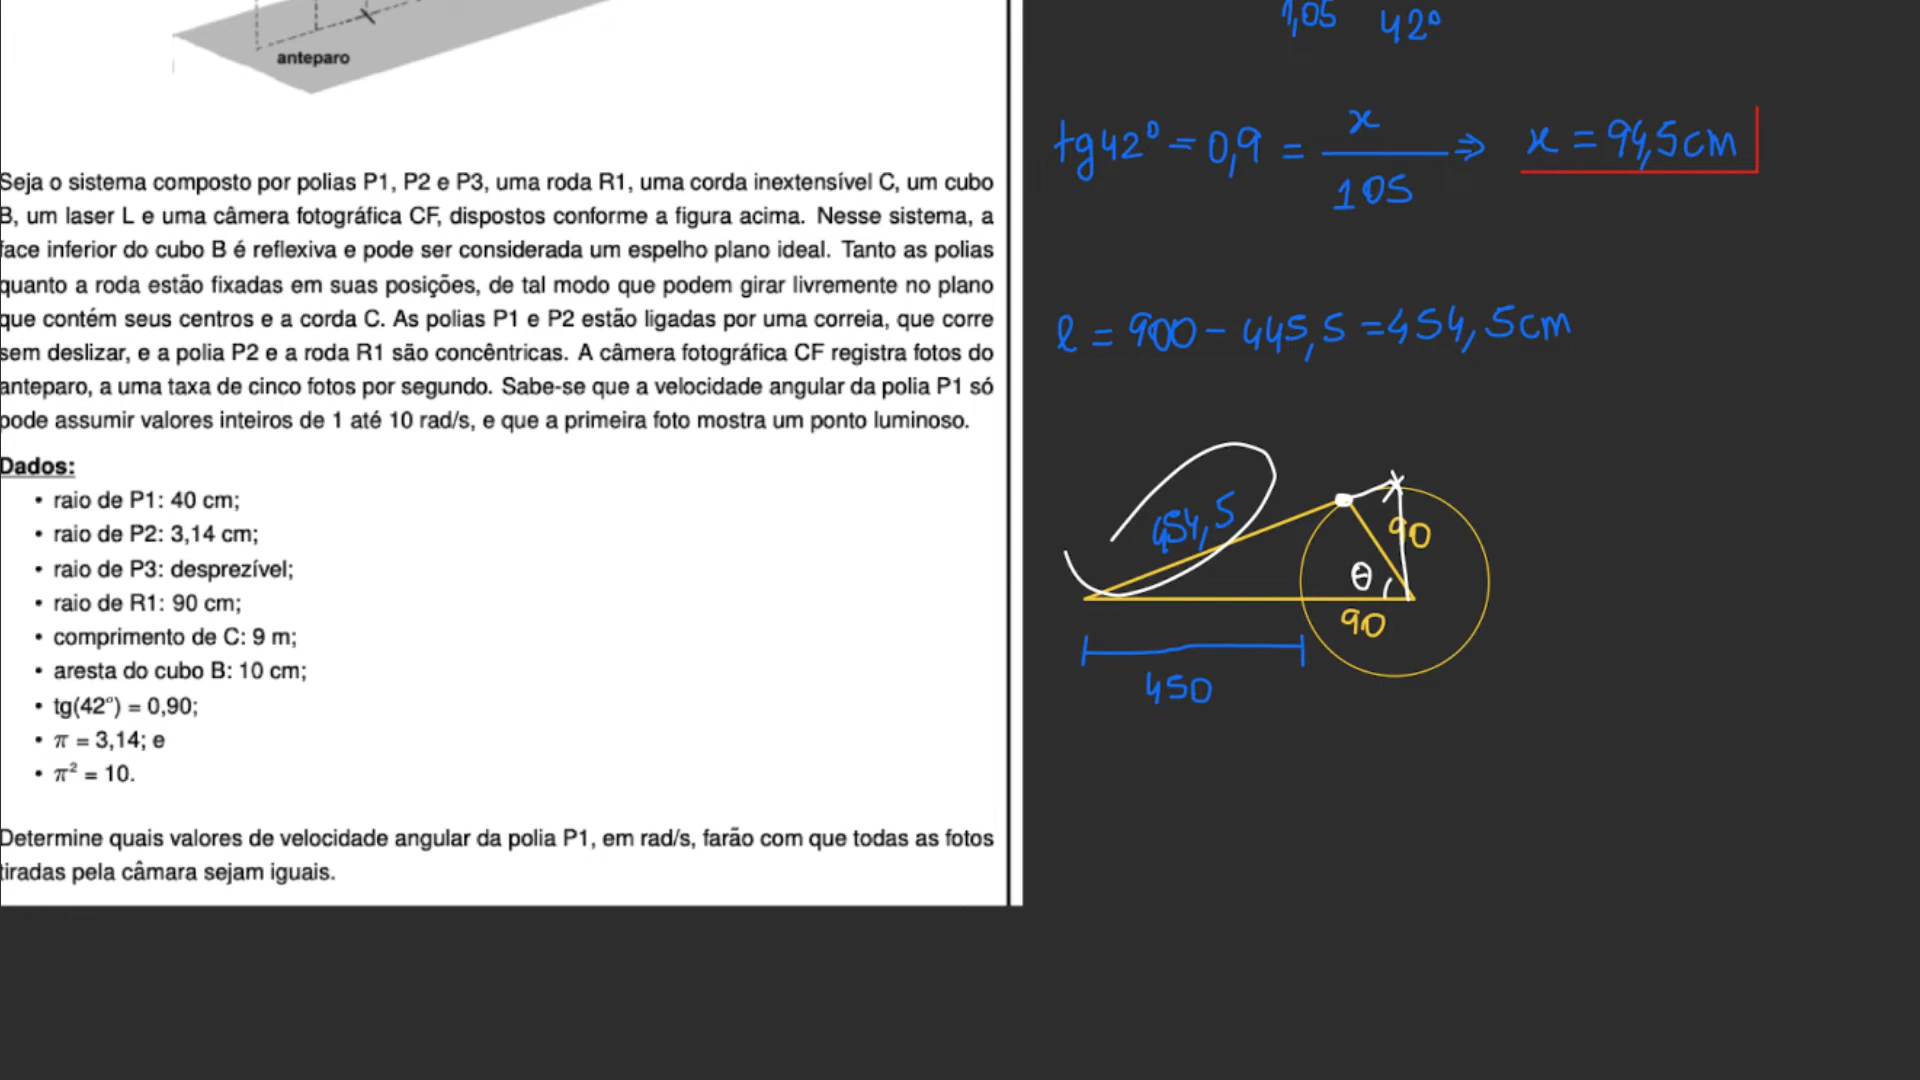 anteparo
Seja o sistema composto por polias P1, P2 e P3, uma roda R1, uma corda inextensível C, um cubo
B, um laser L e uma câmera fotográfica CF, dispostos conforme a figura acima. Nesse sistema, a
face inferior do cubo B é reflexiva e pode ser considerada um espelho plano ideal. Tanto as polias
quanto a roda estão fixadas em suas posições, de tal modo que podem girar livremente no plano
que contém seus centros e a corda C. As polias P1 e P2 estão ligadas por uma correia, que corre
sem deslizar, e a polia P2 e a roda R1 são concêntricas. A câmera fotográfica CF registra fotos do
anteparo, a uma taxa de cinco fotos por segundo. Sabe-se que a velocidade angular da polia P1 só
pode assumir valores inteiros de 1 até 10 rad/s, e que a primeira foto mostra um ponto luminoso.
Dados:
• raio de P1: 40 cm;
• raio de P2: 3,14 cm;
• raio de P3: desprezível;
• raio de R1: 90 cm;
• comprimento de C: 9 m;
• aresta do cubo B: 10 cm;
• tg(42°) = 0,90;
• π = 3,14; e
• π² = 10.
Determine quais valores de velocidade angular da polia P1, em rad/s, farão com que todas as fotos
tiradas pela câmara sejam iguais.
1,05 42°
tg42° = 0,9 = x/105 ⇒ x = 94,5cm
l = 900 - 445,5 = 454,5cm
454,5
90
θ
90
450